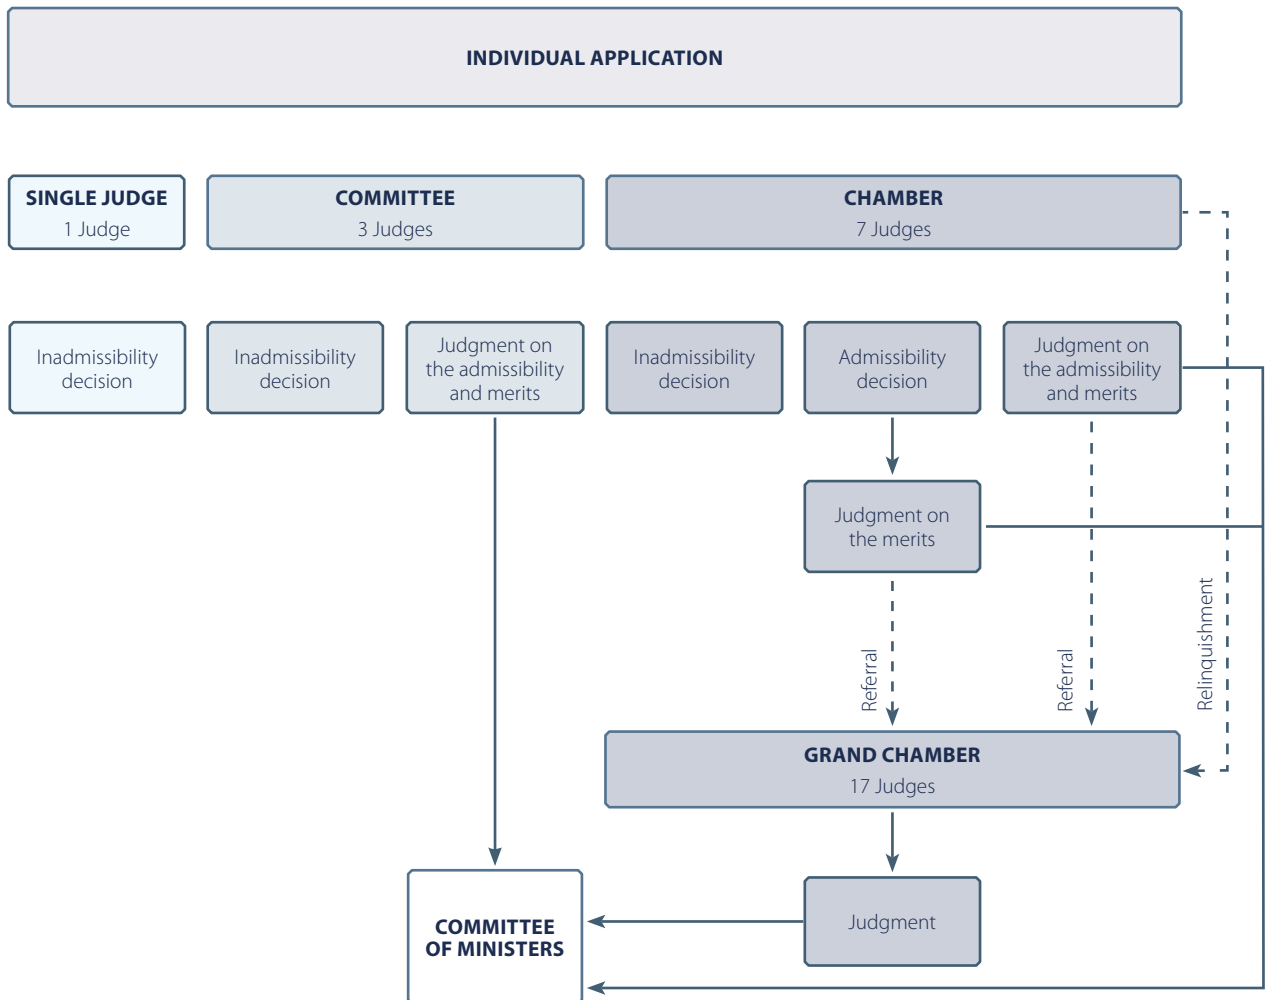 INDIVIDUAL APPLICATION
SINGLE JUDGE
1 Judge
COMMITTEE
3 Judges
CHAMBER
7 Judges
Inadmissibility
decision
Inadmissibility
decision
Judgment on
the admissibility
and merits
Inadmissibility
decision
Admissibility
decision
Judgment on
the admissibility
and merits
Judgment on
the merits
Referral
Referral
Relinquishment
GRAND CHAMBER
17 Judges
Judgment
COMMITTEE
OF MINISTERS